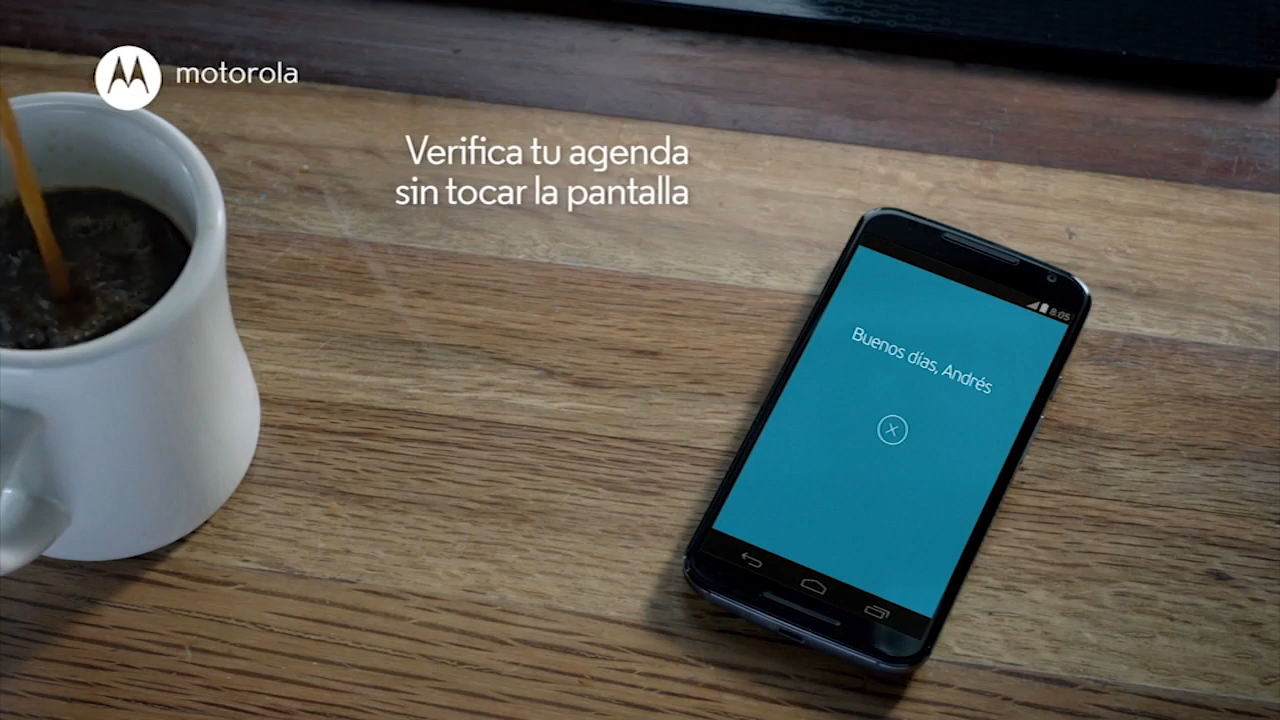 motorola
Verifica tu agenda
sin tocar la pantalla
8:05
Buenos días, Andrés